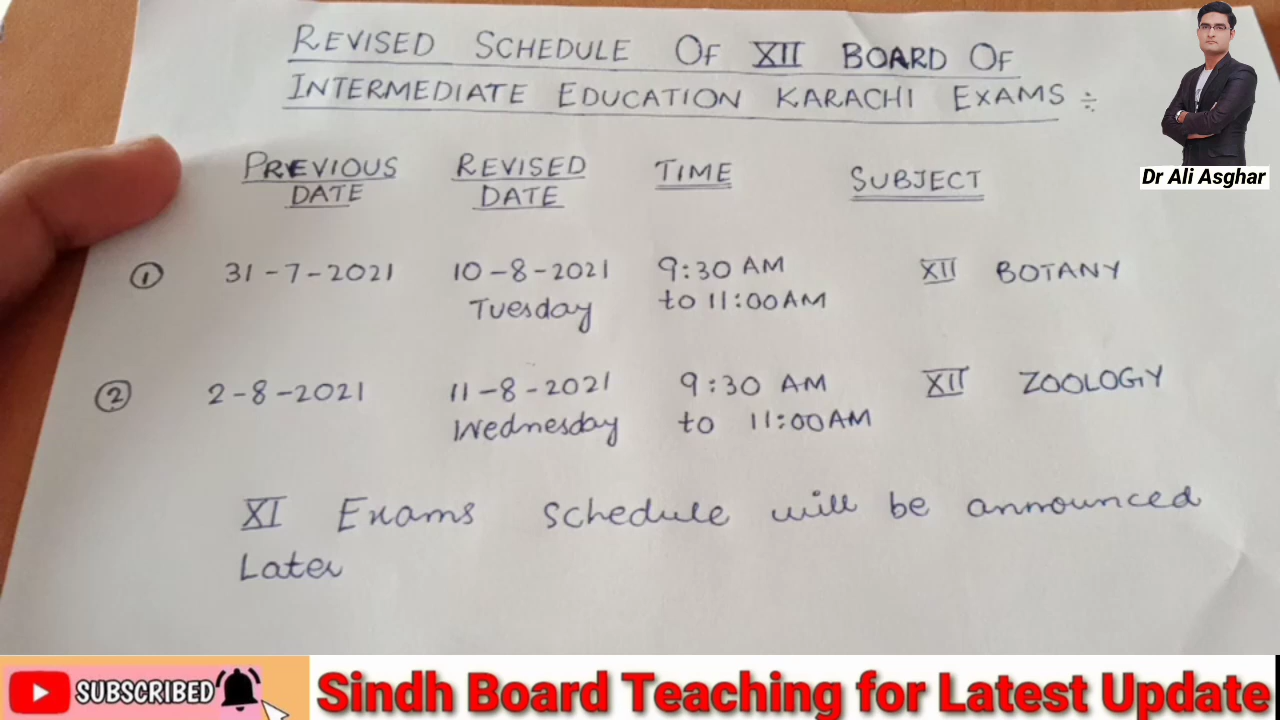 REVISED SCHEDULE OF XII BOARD OF
INTERMEDIATE EDUCATION KARACHI EXAMS ÷
Dr Ali Asghar
PREVIOUS DATE REVISED DATE TIME SUBJECT
① 31-7-2021 10-8-2021 9:30 AM XII BOTANY
Tuesday to 11:00AM
② 2-8-2021 11-8-2021 9:30 AM XII ZOOLOGY
Wednesday to 11:00AM
XI Exams schedule will be announced
Later
SUBSCRIBED
Sindh Board Teaching for Latest Update